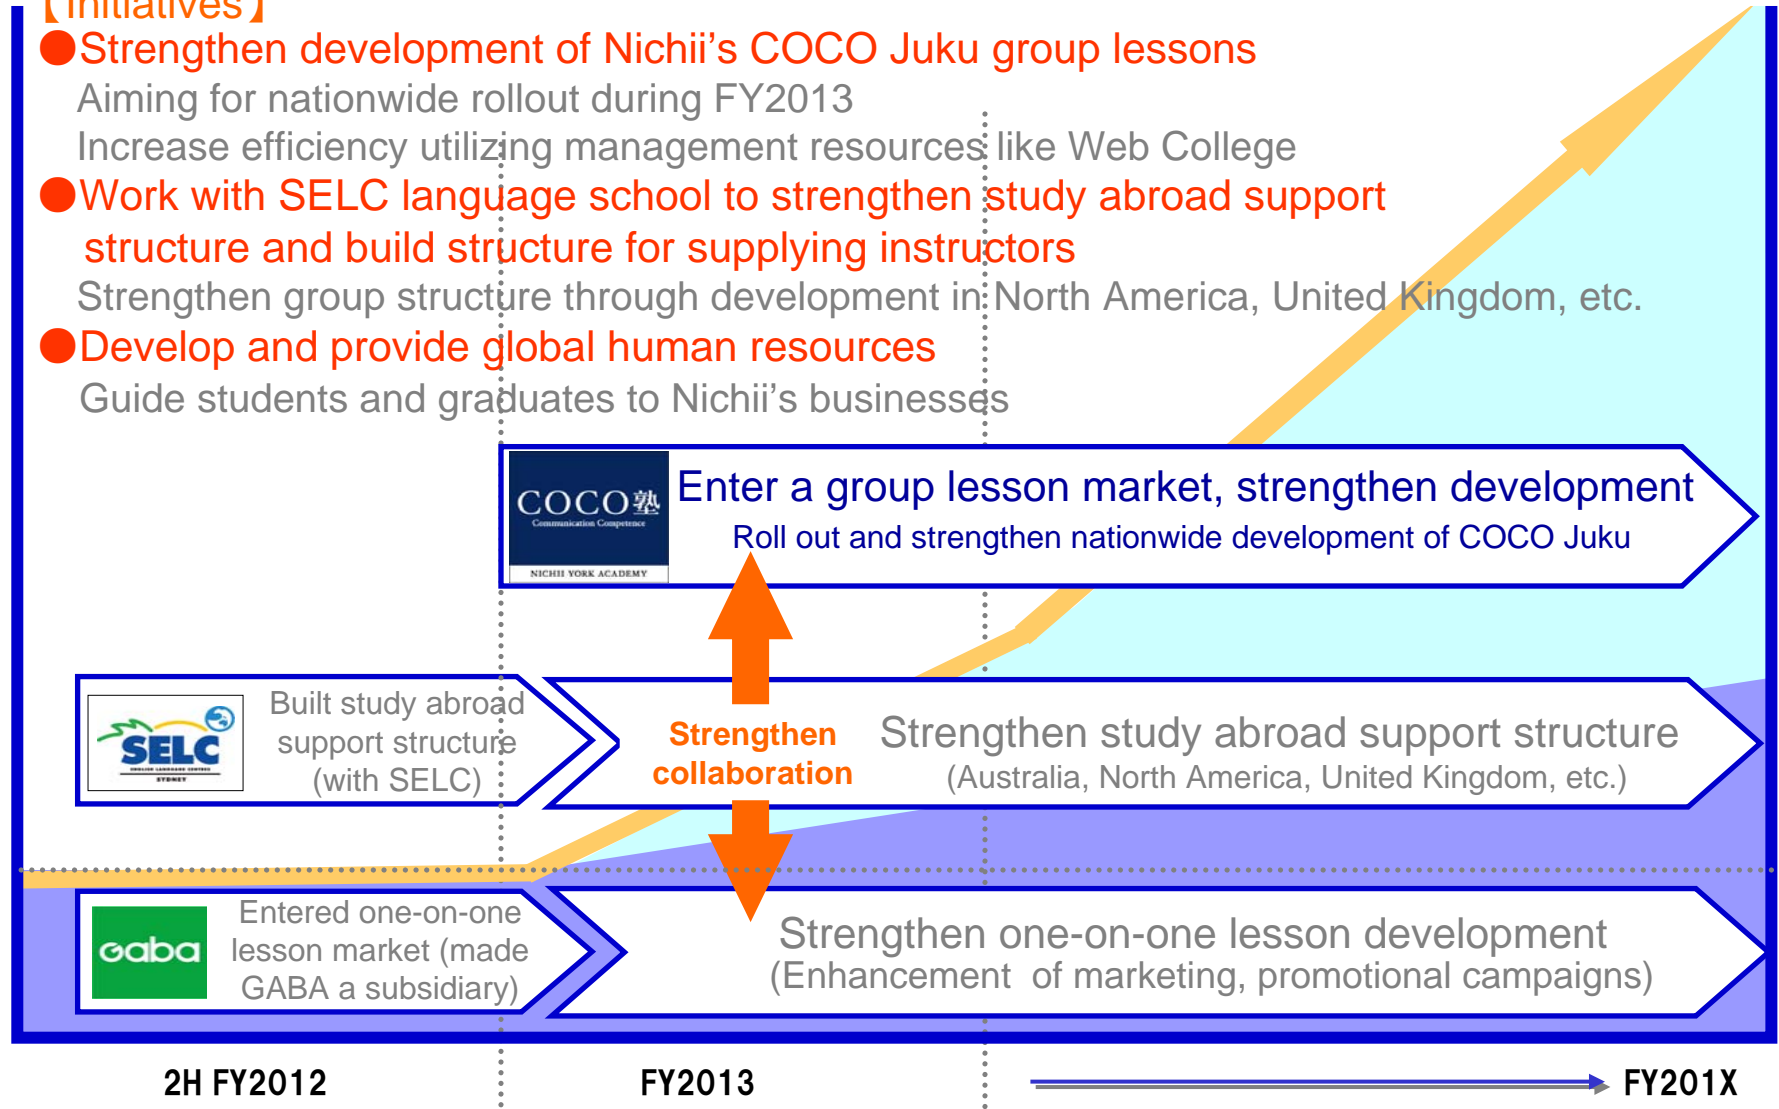 【Initiatives】
●Strengthen development of Nichii's COCO Juku group lessons
Aiming for nationwide rollout during FY2013
Increase efficiency utilizing management resources like Web College
●Work with SELC language school to strengthen study abroad support
structure and build structure for supplying instructors
Strengthen group structure through development in North America, United Kingdom, etc.
●Develop and provide global human resources
Guide students and graduates to Nichii's businesses
COCO塾
Communication Competence
NICHII YORK ACADEMY
Enter a group lesson market, strengthen development
Roll out and strengthen nationwide development of COCO Juku
SELC
ENGLISH LANGUAGE CENTRES
SYDNEY
Built study abroad
support structure
(with SELC)
Strengthen
collaboration
Strengthen study abroad support structure
(Australia, North America, United Kingdom, etc.)
Gaba
Entered one-on-one
lesson market (made
GABA a subsidiary)
Strengthen one-on-one lesson development
(Enhancement of marketing, promotional campaigns)
2H FY2012
FY2013
FY201X